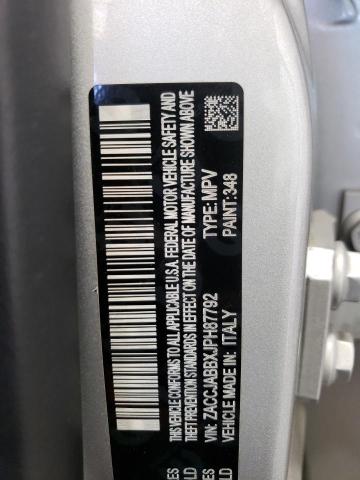 THIS VEHICLE CONFORMS TO ALL APPLICABLE U.S.A. FEDERAL MOTOR VEHICLE SAFETY AND
THEFT PREVENTION STANDARDS IN EFFECT ON THE DATE OF MANUFACTURE SHOWN ABOVE
VIN: ZACCJABBXJPH87792 TYPE: MPV
VEHICLE MADE IN: ITALY PAINT: 348